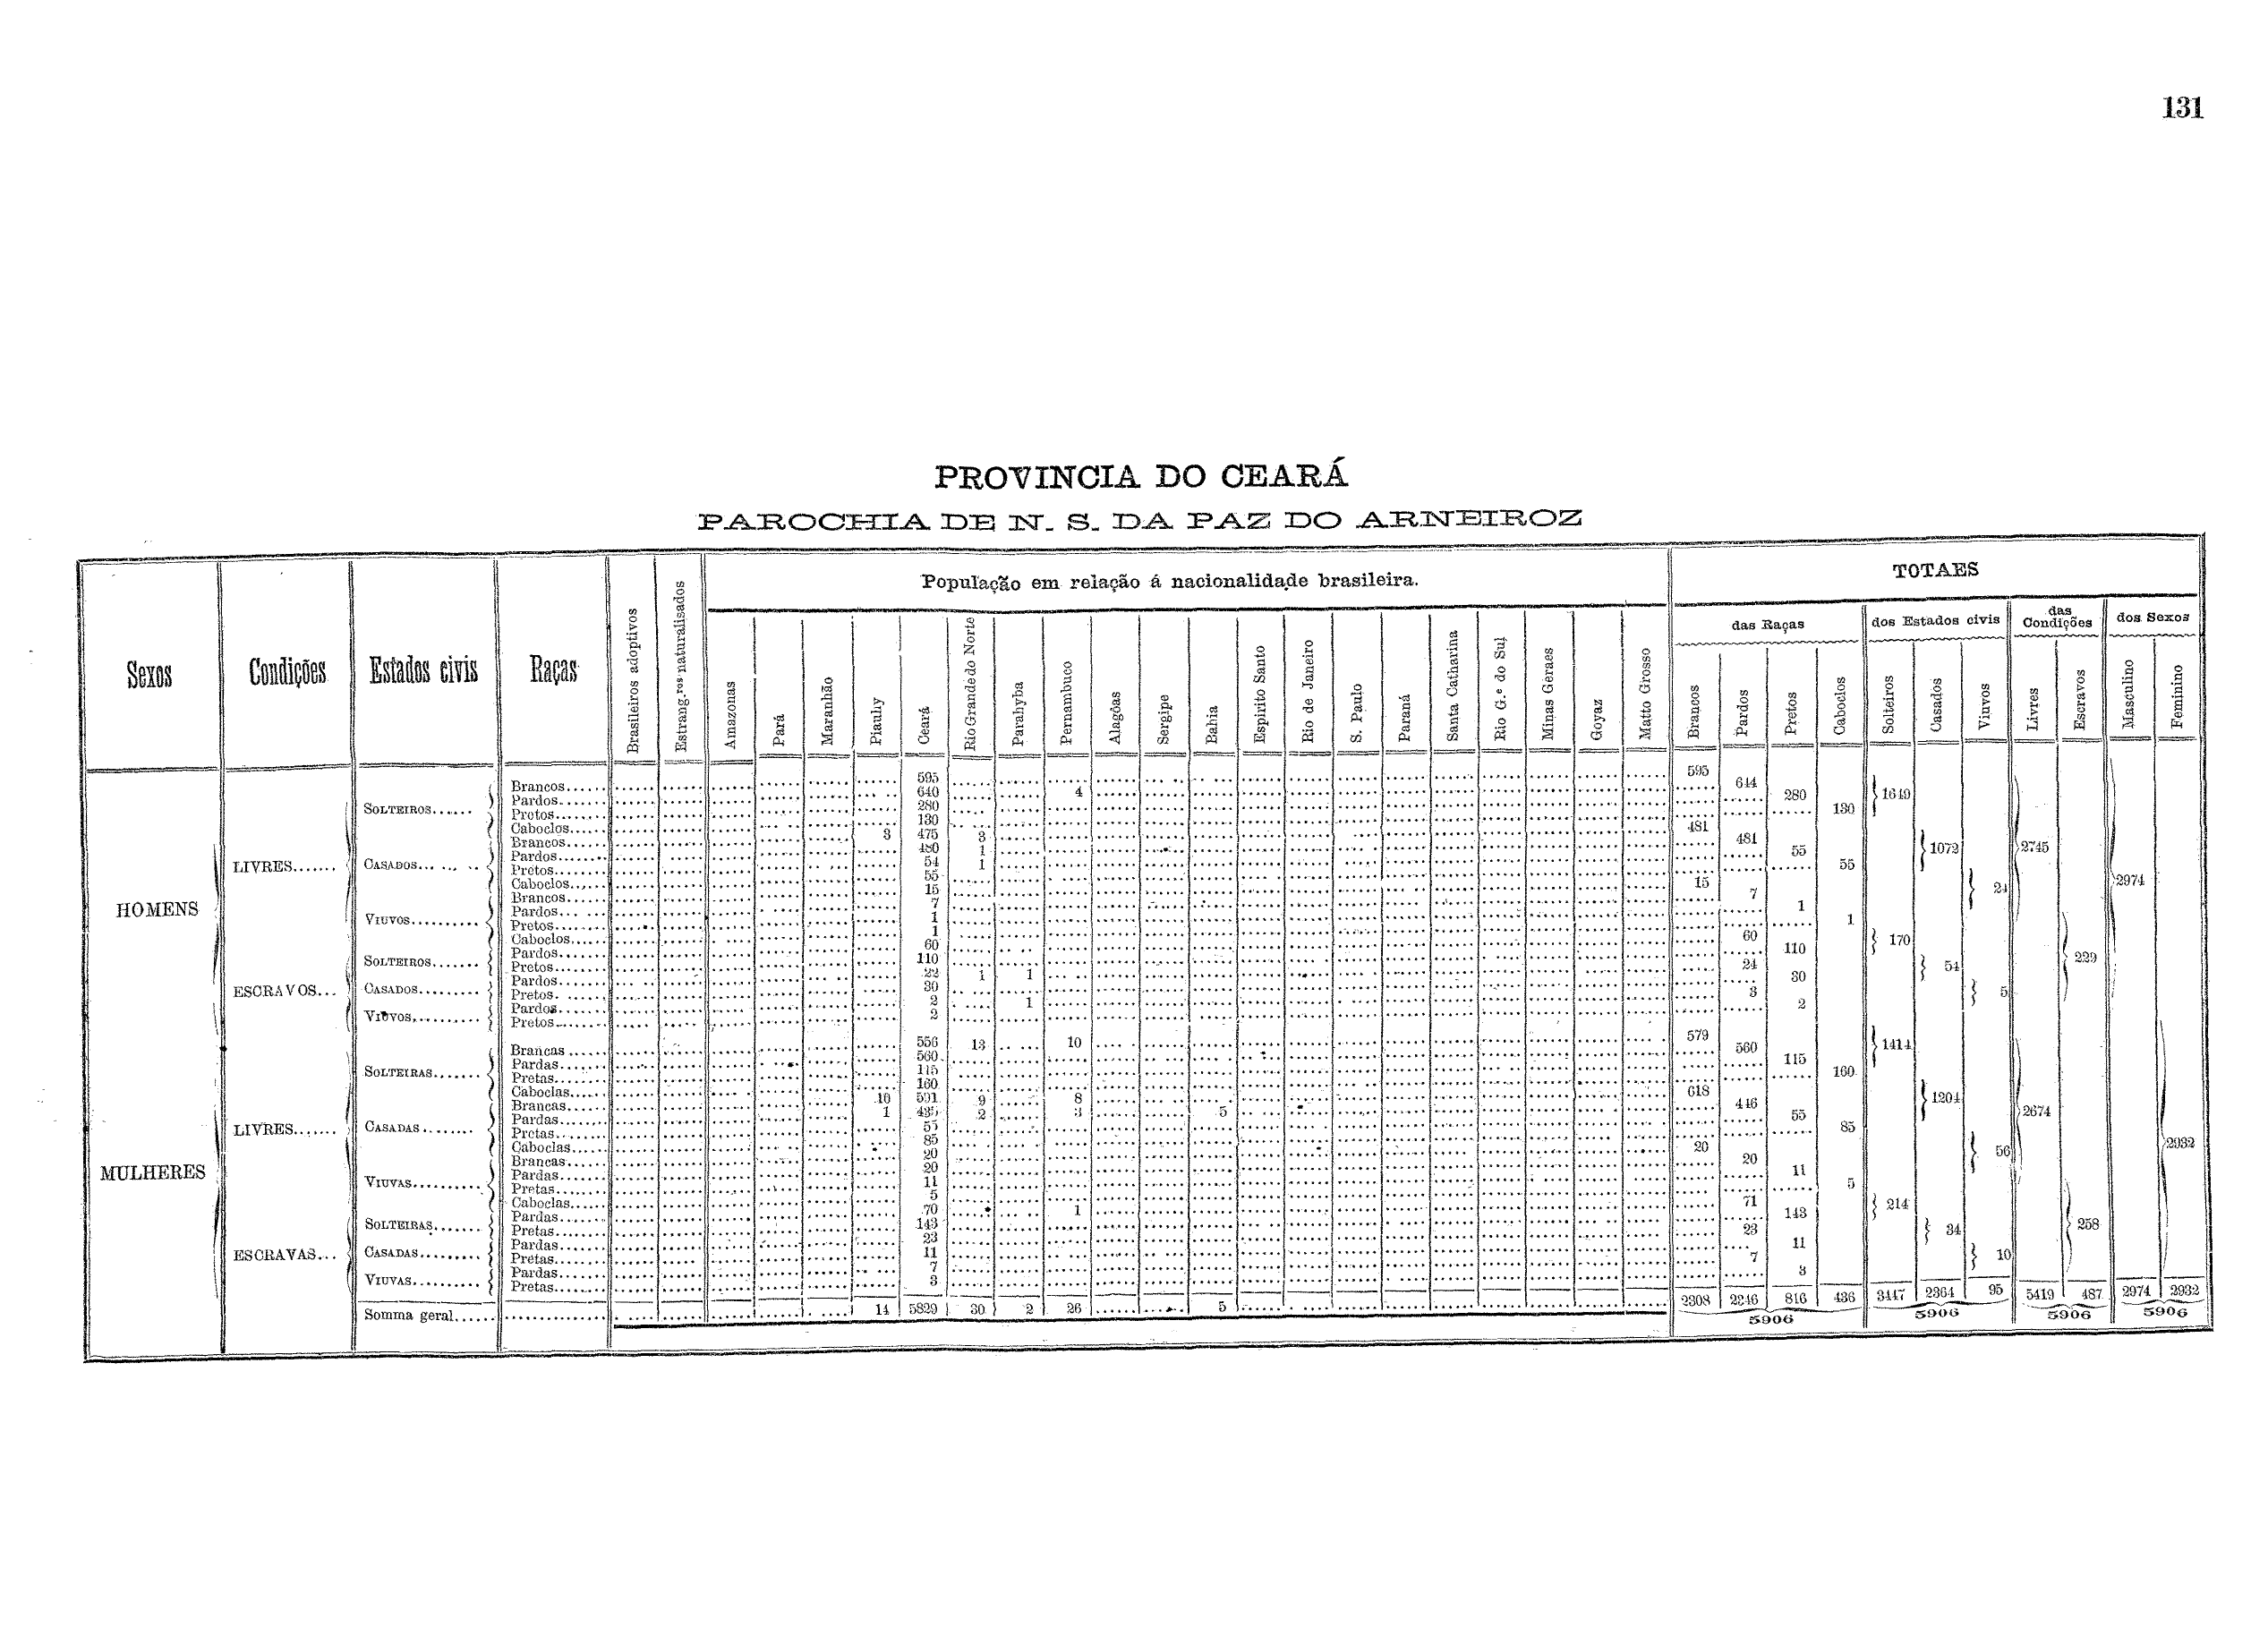 131
PROVINCIA DO CEARÁ
PAROCHIA DE N. S. DA PAZ DO ARNEIROZ
Sexos Condições Estados civis Raças Brasileiros adoptivos Estrang.ros naturalisados População em relação á nacionalidade brasileira. TOTAES
das Raças dos Estados civis das Condições dos Sexos
Amazonas Pará Maranhão Piauhy Ceará Rio Grande do Norte Parahyba Pernambuco Alagôas Sergipe Bahia Espirito Santo Rio de Janeiro S. Paulo Paraná Santa Catharina Rio G.e do Sul Minas Geraes Goyaz Matto Grosso Brancos Pardos Pretos Caboclos Solteiros Casados Viuvos Livres Escravos Masculino Feminino
HOMENS
LIVRES
SOLTEIROS
Brancos 595 595
Pardos 640 4 644
Pretos 280 280
Caboclos 130 130
1649
CASADOS
Brancos 3 475 3 481
Pardos 480 1 481
Pretos 54 1 55
Caboclos 55 55
1072
VIUVOS
Brancos 15 15
Pardos 7 7
Pretos 1 1
Caboclos 1 1
24
2745
ESCRAVOS
SOLTEIROS
Pardos 60 60
Pretos 110 110
170
CASADOS
Pardos 22 1 1 24
Pretos 30 30
54
VIUVOS
Pardos 2 1 3
Pretos 2 2
5
229
2974
MULHERES
LIVRES
SOLTEIRAS
Brancas 556 13 10 579
Pardas 560 560
Pretas 115 115
Caboclas 160 160
1414
CASADAS
Brancas 10 591 9 8 618
Pardas 1 435 2 3 5 446
Pretas 55 55
Caboclas 85 85
1204
VIUVAS
Brancas 20 20
Pardas 20 20
Pretas 11 11
Caboclas 5 5
56
2674
ESCRAVAS
SOLTEIRAS
Pardas 70 1 71
Pretas 143 143
214
CASADAS
Pardas 23 23
Pretas 11 11
34
VIUVAS
Pardas 7 7
Pretas 3 3
10
258
2932
Somma geral 14 5829 30 2 26 5 2308 2246 816 436 3447 2364 95 5419 487 2974 2932
5906 5906 5906 5906